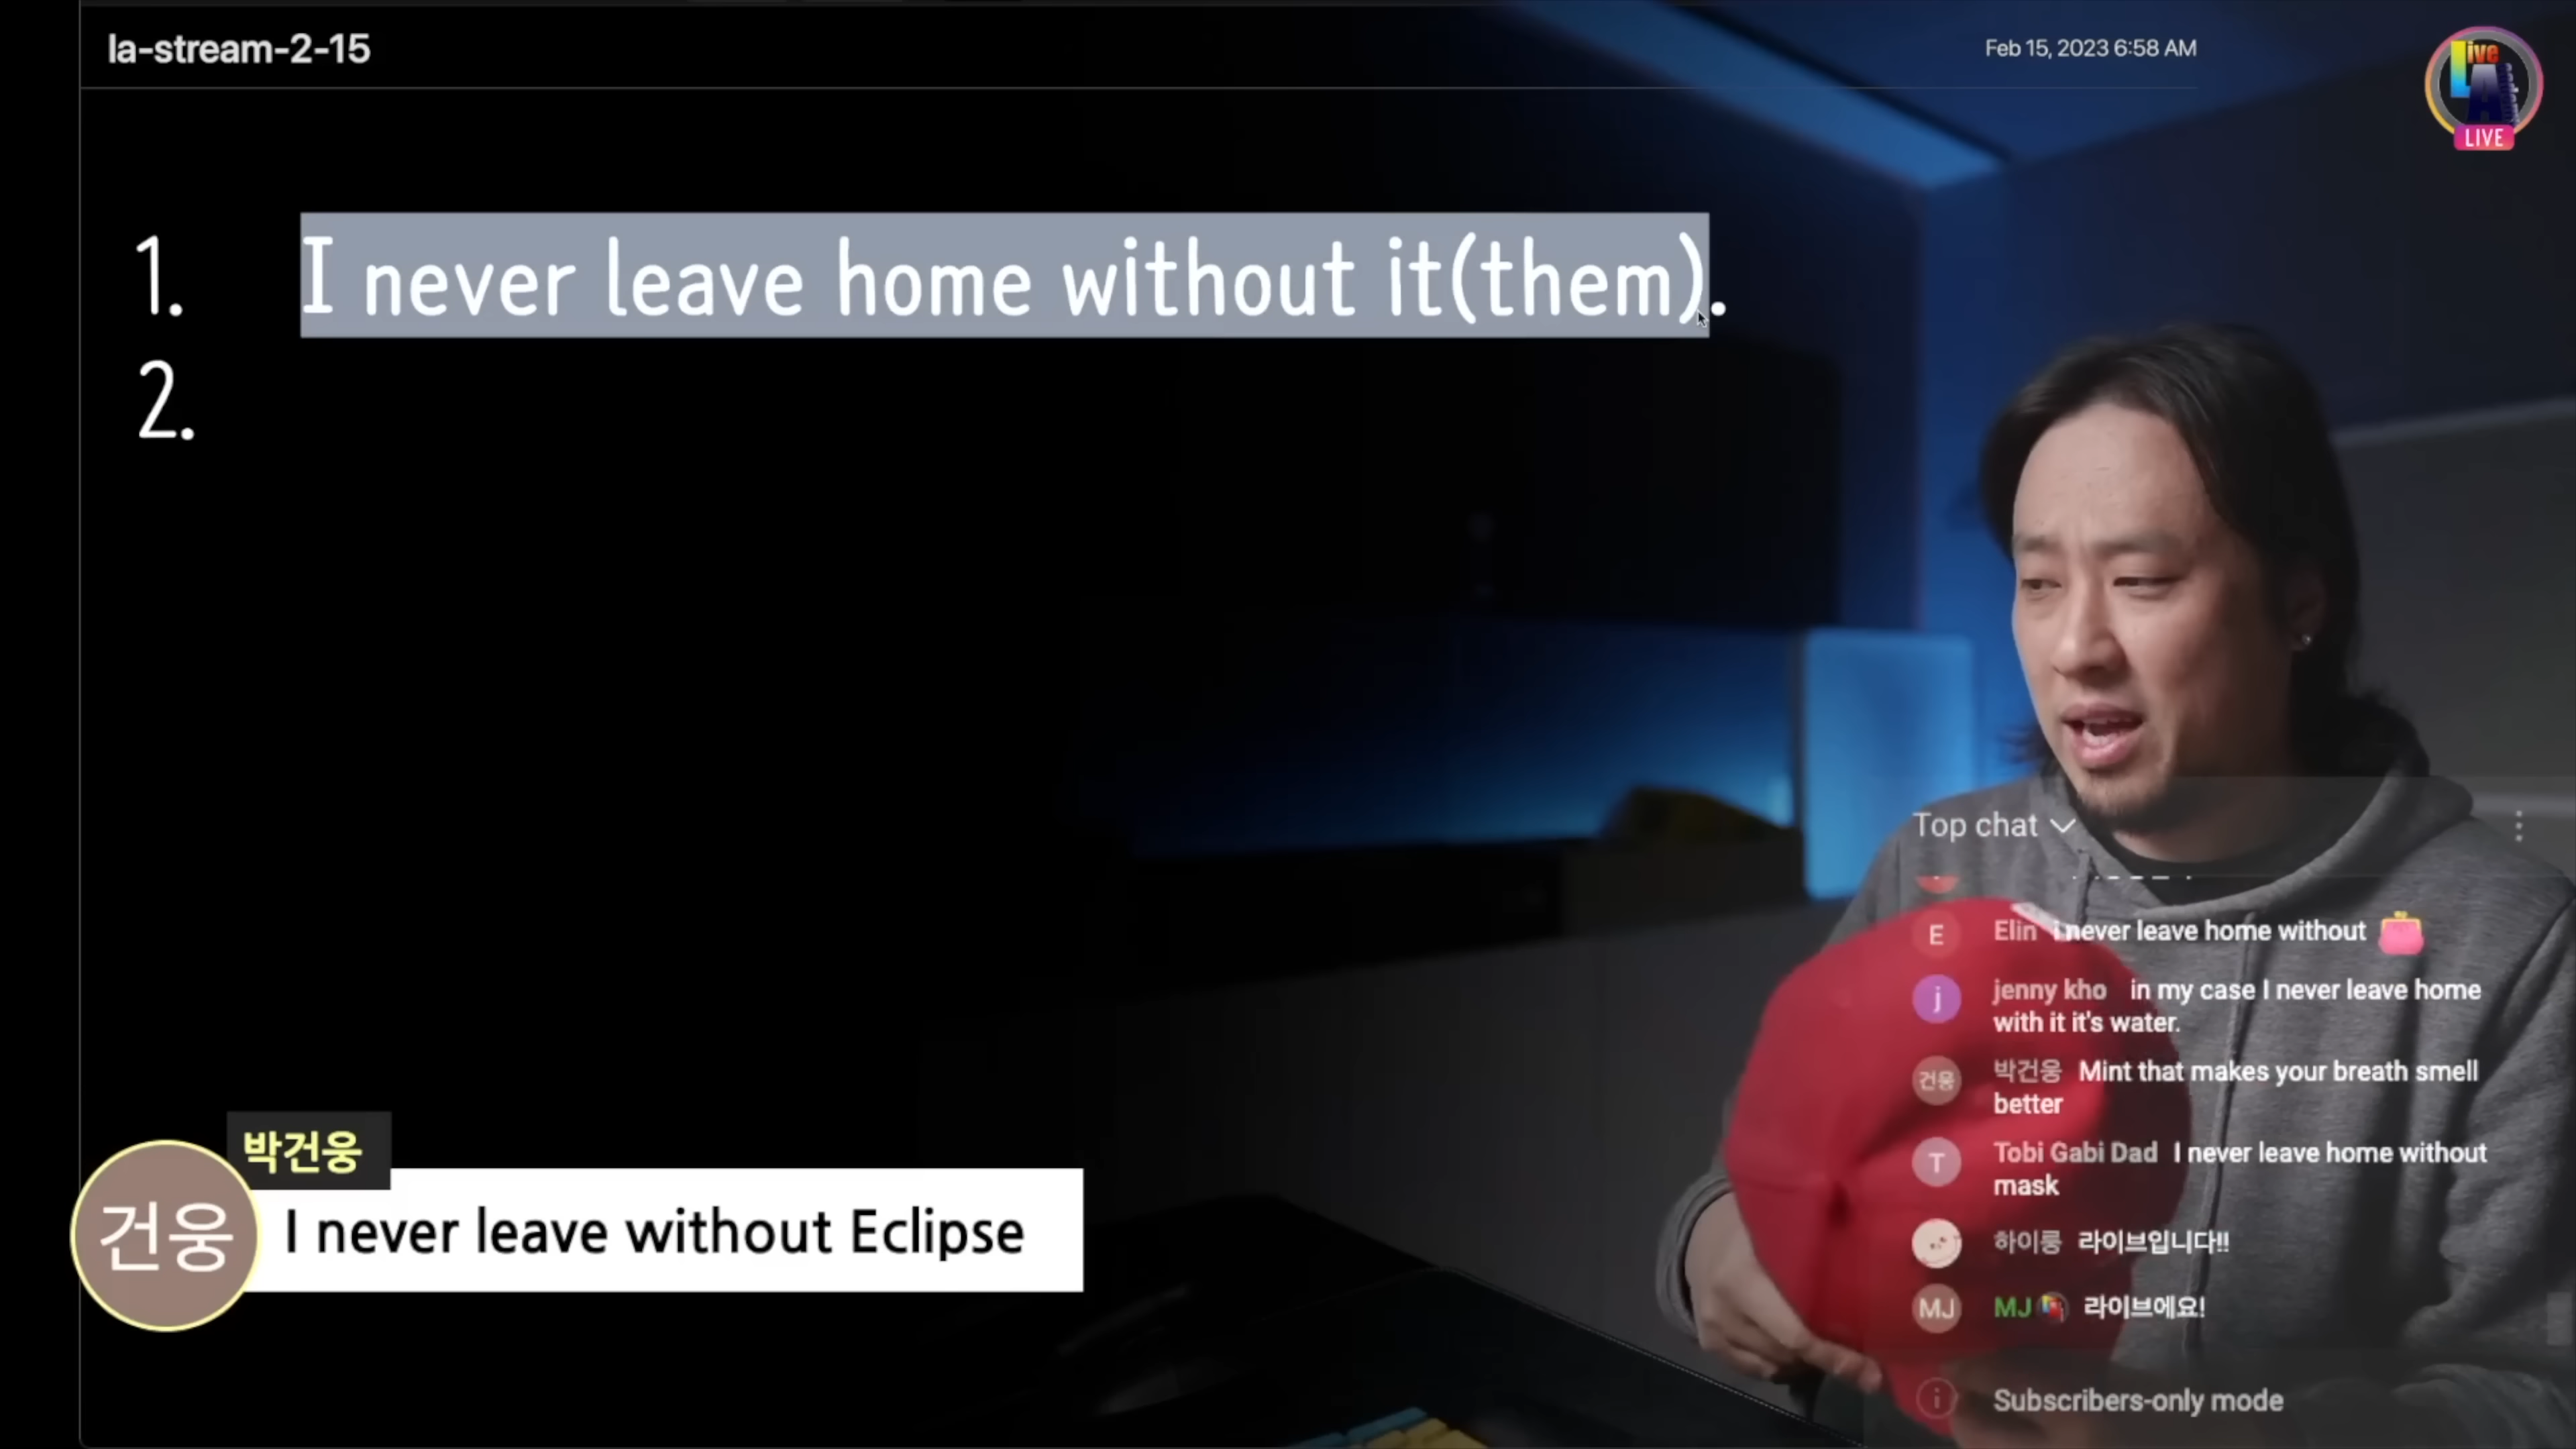 la-stream-2-15
Feb 15, 2023 6:58 AM
Live
LA
LIVE
1. I never leave home without it(them).
2.
Top chat
E Elin i never leave home without
j jenny kho in my case I never leave home
with it it's water.
건웅 박건웅 Mint that makes your breath smell
better
T Tobi Gabi Dad I never leave home without
mask
하이룽 라이브입니다!!
MJ MJ 라이브에요!
Subscribers-only mode
박건웅
건웅 I never leave without Eclipse